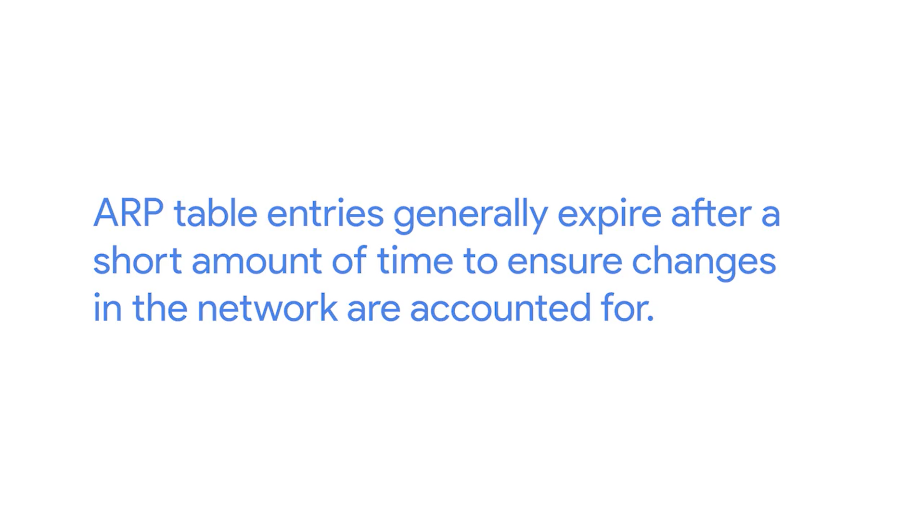 ARP table entries generally expire after a
short amount of time to ensure changes
in the network are accounted for.